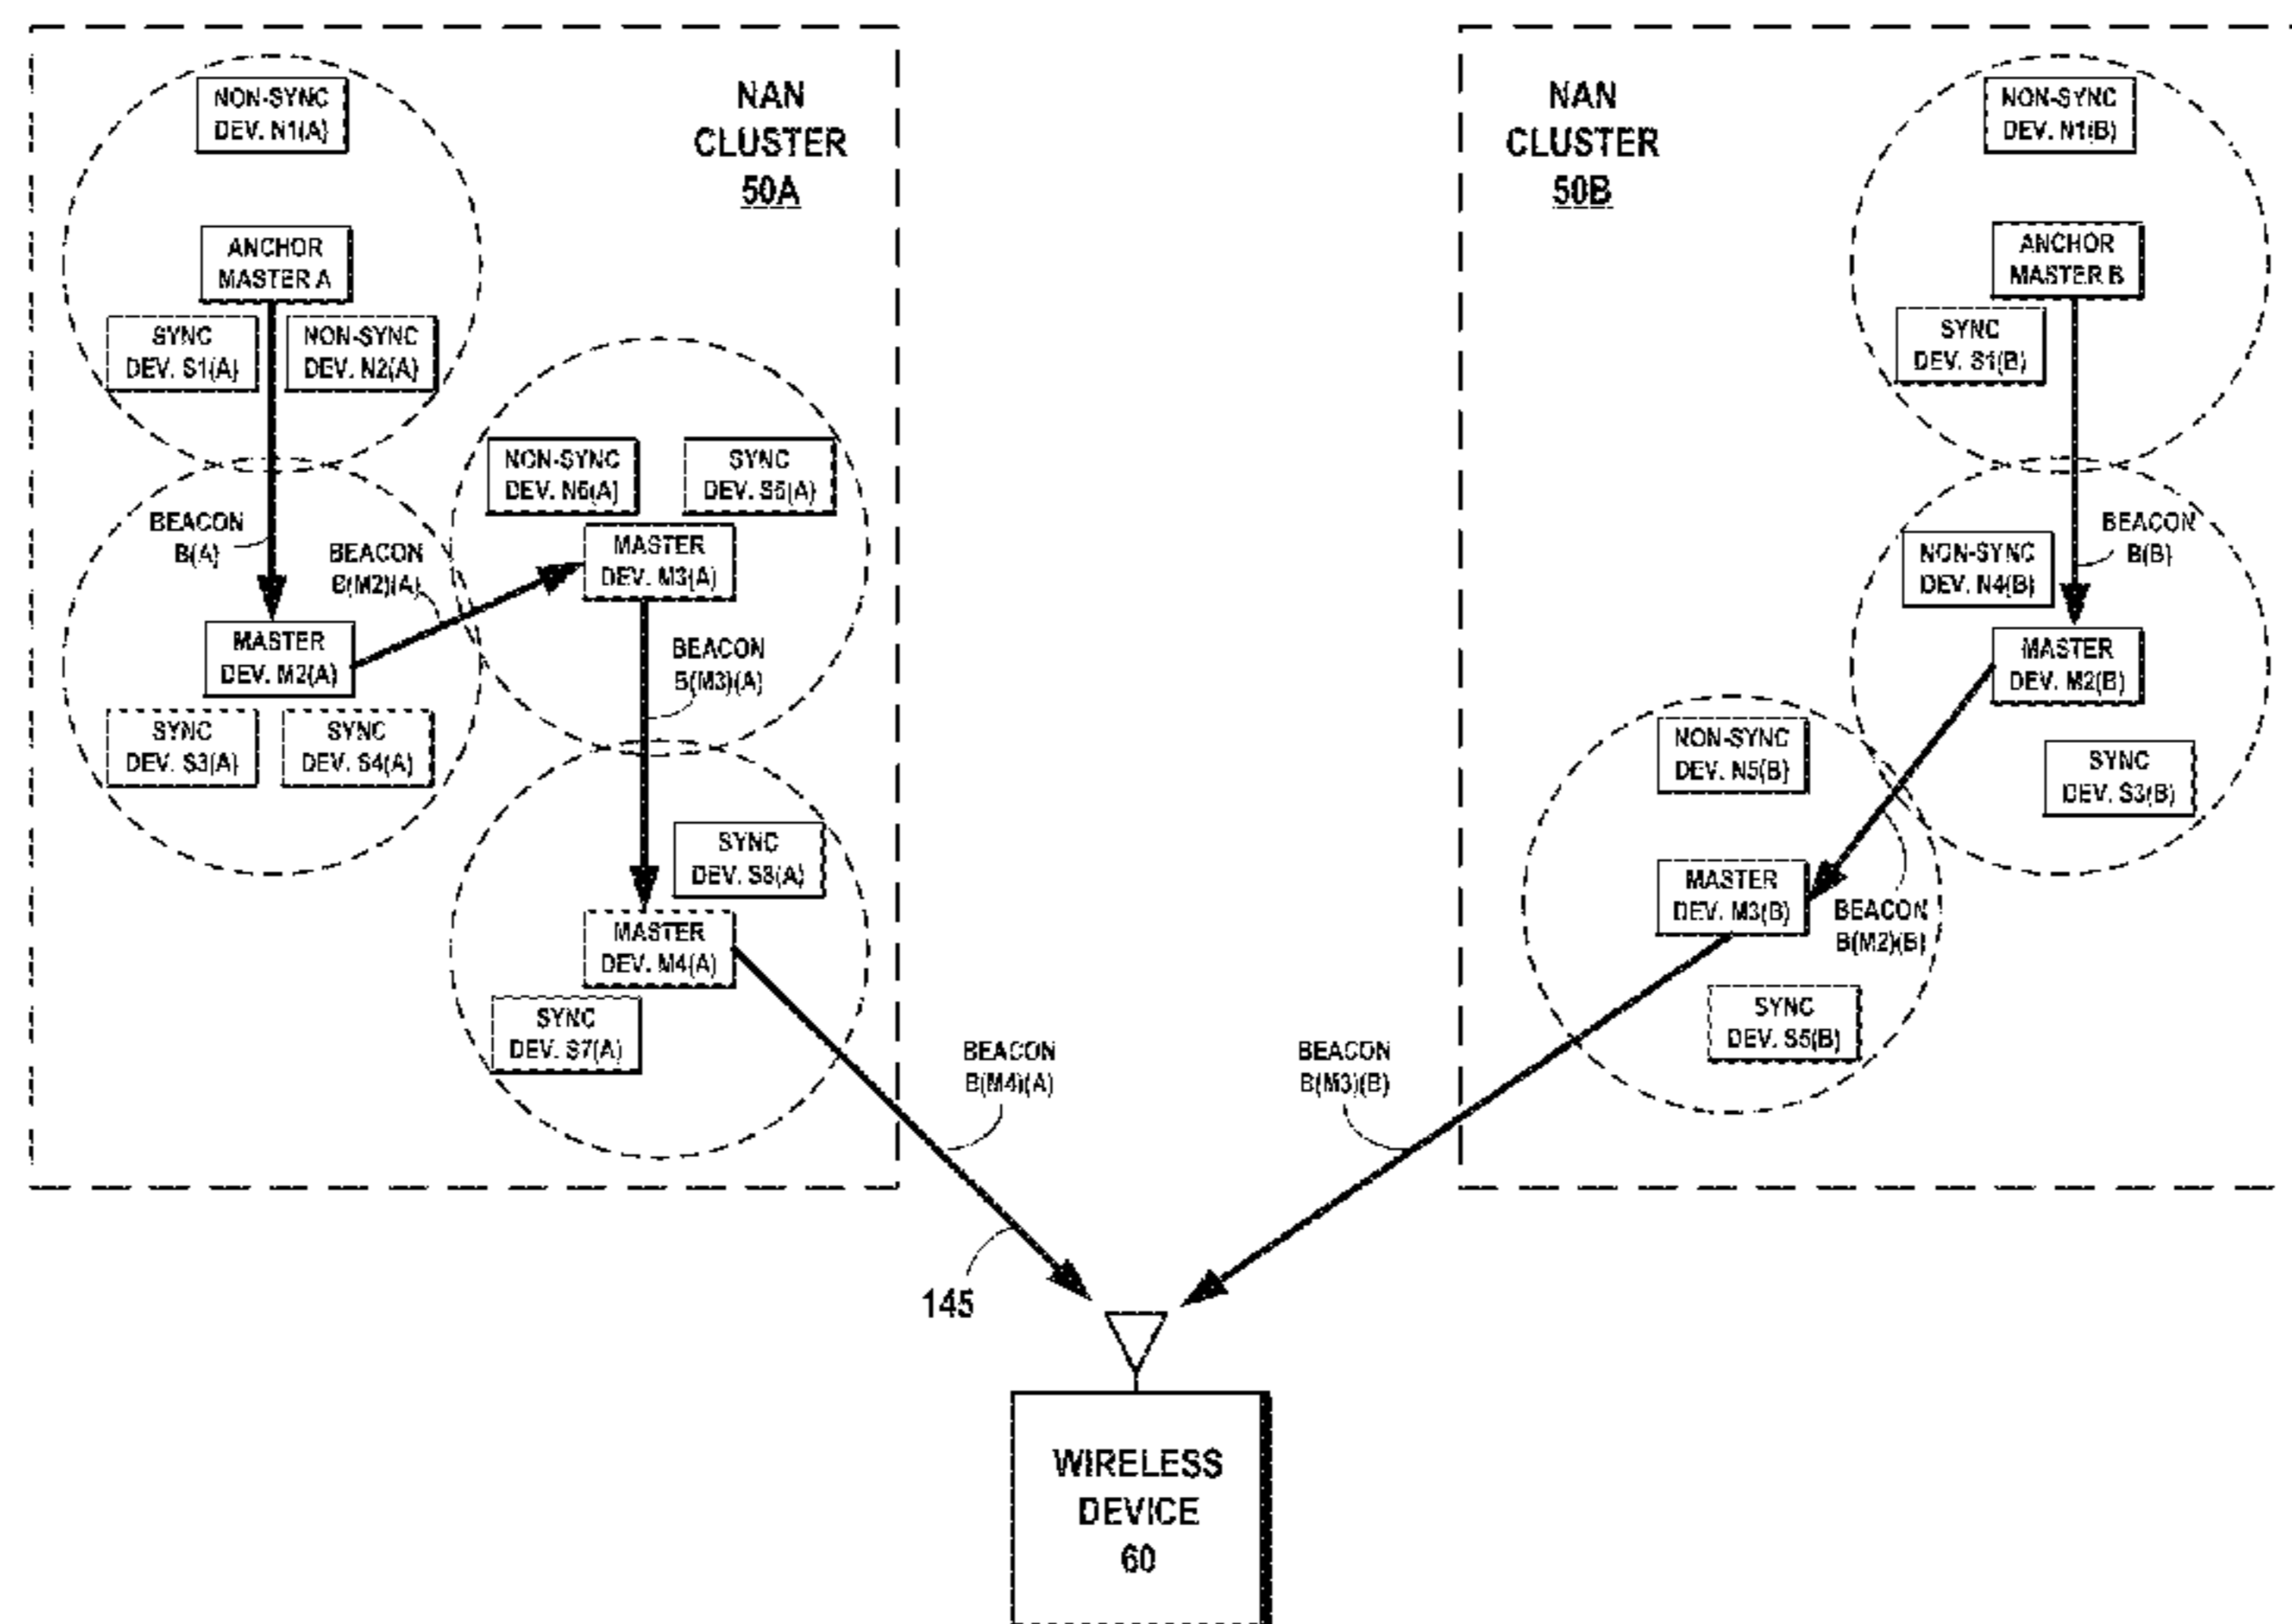 NAN
CLUSTER
50A
NON-SYNC
DEV. N1(A)
ANCHOR
MASTER A
SYNC
DEV. S1(A)
NON-SYNC
DEV. N2(A)
BEACON
B(A)
BEACON
B(M2)(A)
MASTER
DEV. M2(A)
SYNC
DEV. S3(A)
SYNC
DEV. S4(A)
NON-SYNC
DEV. N6(A)
SYNC
DEV. S5(A)
MASTER
DEV. M3(A)
BEACON
B(M3)(A)
SYNC
DEV. S8(A)
MASTER
DEV. M4(A)
SYNC
DEV. S7(A)
BEACON
B(M4)(A)
145
NAN
CLUSTER
50B
NON-SYNC
DEV. N1(B)
ANCHOR
MASTER B
SYNC
DEV. S1(B)
BEACON
B(B)
NON-SYNC
DEV. N4(B)
MASTER
DEV. M2(B)
SYNC
DEV. S3(B)
NON-SYNC
DEV. N5(B)
MASTER
DEV. M3(B)
BEACON
B(M2)(B)
SYNC
DEV. S5(B)
BEACON
B(M3)(B)
WIRELESS
DEVICE
60